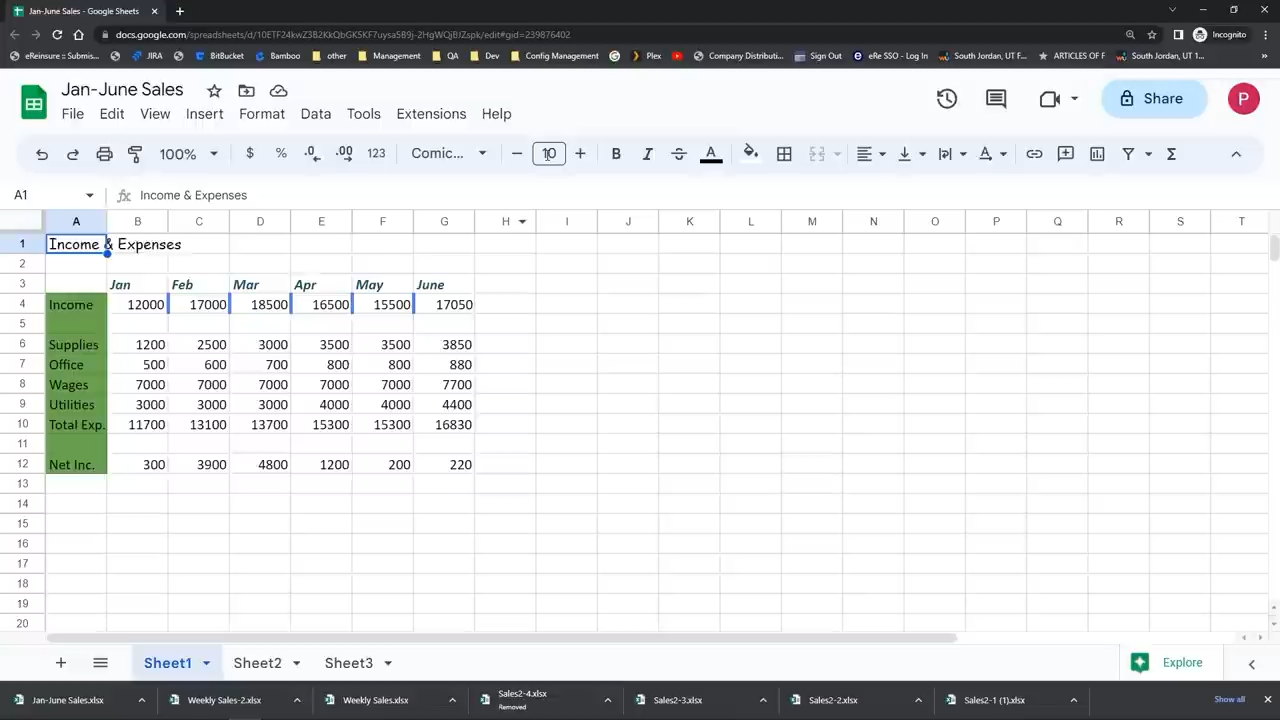 Jan-June Sales - Google Sheets
docs.google.com/spreadsheets/d/10ETF24kwZ3B2KkQbGK5KF7uysa5B9j-2HgWQjBJZspk/edit#gid=239876402
Incognito
eReinsure :: Submis... JIRA BitBucket Bamboo other Management QA Dev Config Management Plex Company Distributi... Sign Out eRe SSO - Log In South Jordan, UT F... ARTICLES OF F South Jordan, UT 1... »
Jan-June Sales
File Edit View Insert Format Data Tools Extensions Help
Share
P
100% $ % .0 .00 123 Comic... − 10 + B I S A Σ
A1 fx Income & Expenses
A B C D E F G H I J K L M N O P Q R S T
1 Income & Expenses
2
3 Jan Feb Mar Apr May June
4 Income 12000 17000 18500 16500 15500 17050
5
6 Supplies 1200 2500 3000 3500 3500 3850
7 Office 500 600 700 800 800 880
8 Wages 7000 7000 7000 7000 7000 7700
9 Utilities 3000 3000 3000 4000 4000 4400
10 Total Exp. 11700 13100 13700 15300 15300 16830
11
12 Net Inc. 300 3900 4800 1200 200 220
13
14
15
16
17
18
19
20
+ Sheet1 Sheet2 Sheet3 Explore
Jan-June Sales.xlsx Weekly Sales-2.xlsx Weekly Sales.xlsx Sales2-4.xlsx Sales2-3.xlsx Sales2-2.xlsx Sales2-1 (1).xlsx Show all
Removed